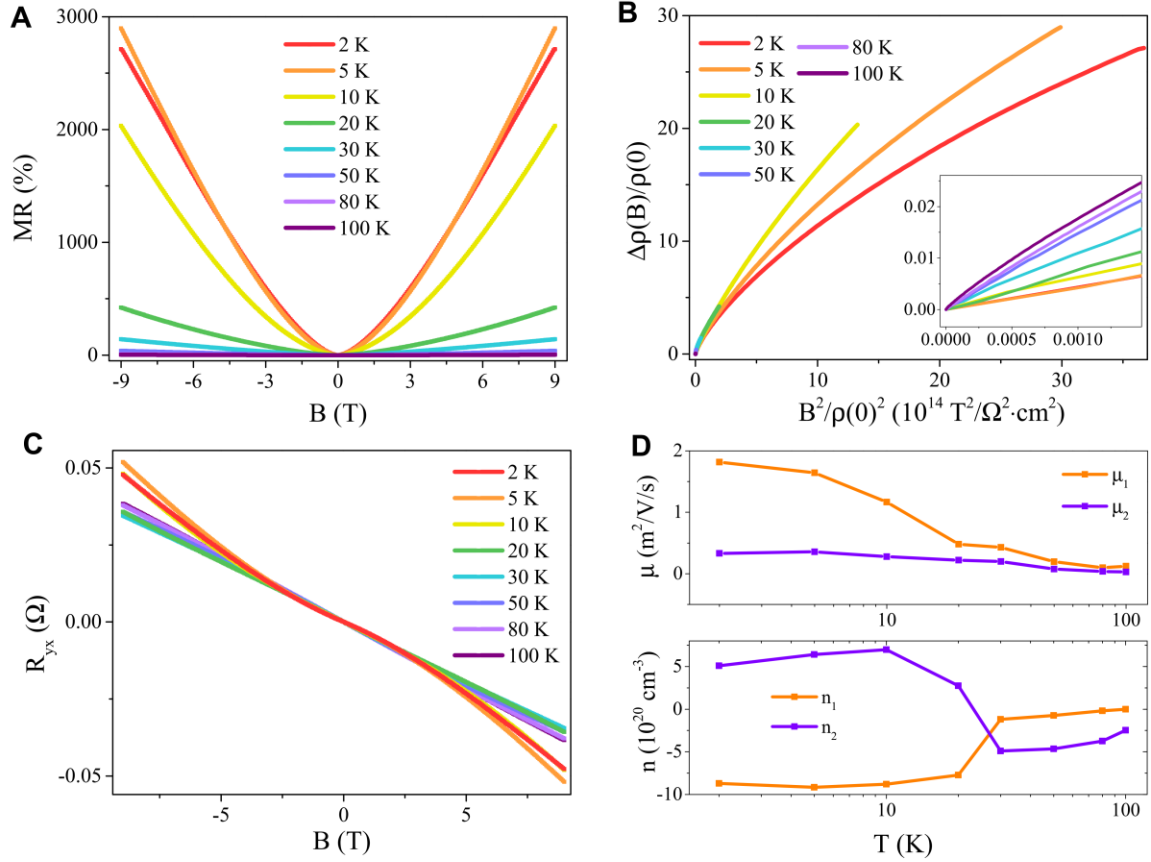 A
3000
2000
1000
0
MR (%)
2 K
5 K
10 K
20 K
30 K
50 K
80 K
100 K
-9 -6 -3 0 3 6 9
B (T)
B
30
20
10
0
Δρ(B)/ρ(0)
2 K
5 K
10 K
20 K
30 K
50 K
80 K
100 K
0.02
0.01
0.00
0.0000 0.0005 0.0010
0 10 20 30
B²/ρ(0)² (10¹⁴ T²/Ω²·cm²)
C
0.05
0.00
-0.05
R_yx (Ω)
2 K
5 K
10 K
20 K
30 K
50 K
80 K
100 K
-5 0 5
B (T)
D
2
1
0
μ (m²/V/s)
μ₁
μ₂
10 100
5
0
-5
-10
n (10²⁰ cm⁻³)
n₁
n₂
10 100
T (K)